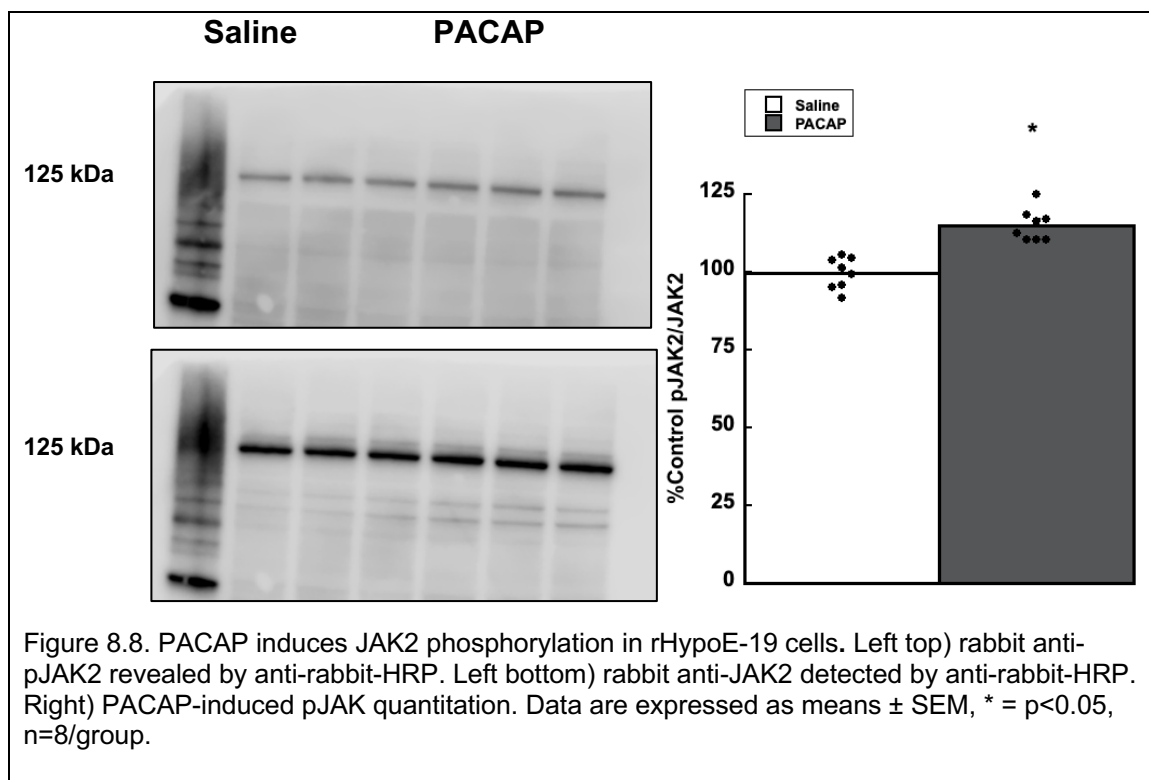 Saline PACAP
125 kDa
125 kDa
Saline
PACAP
*
%Control pJAK2/JAK2
125
100
75
50
25
0
Figure 8.8. PACAP induces JAK2 phosphorylation in rHypoE-19 cells. Left top) rabbit anti-
pJAK2 revealed by anti-rabbit-HRP. Left bottom) rabbit anti-JAK2 detected by anti-rabbit-HRP.
Right) PACAP-induced pJAK quantitation. Data are expressed as means ± SEM, * = p<0.05,
n=8/group.